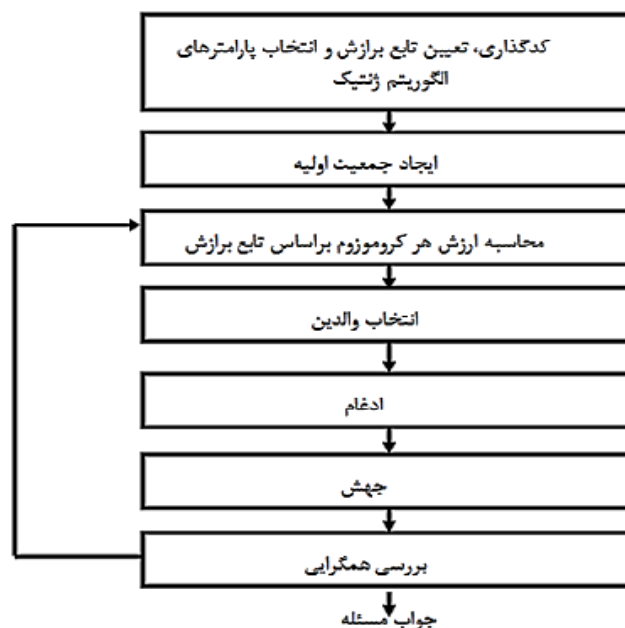 کدگذاری، تعیین تابع برازش و انتخاب پارامترهای
الگوریتم ژنتیک
ایجاد جمعیت اولیه
محاسبه ارزش هر کروموزوم براساس تابع برازش
انتخاب والدین
ادغام
جهش
بررسی همگرایی
جواب مسئله